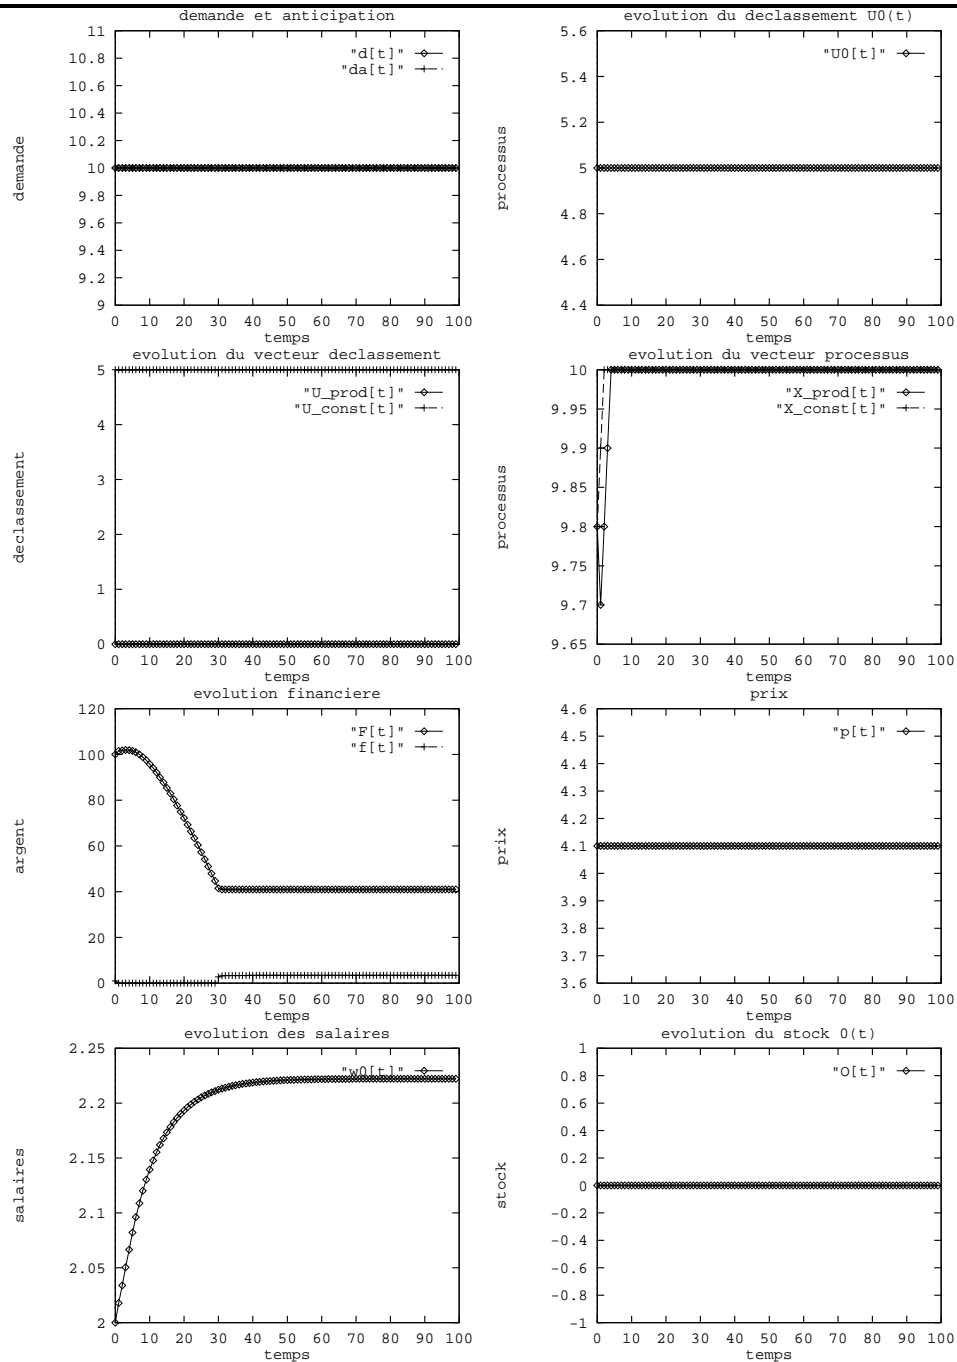 demande et anticipation
11
10.8
10.6
10.4
10.2
10
9.8
9.6
9.4
9.2
9
"d[t]"
"da[t]"
demande
0 10 20 30 40 50 60 70 80 90 100
temps
evolution du declassement U0(t)
5.6
5.4
5.2
5
4.8
4.6
4.4
"U0[t]"
processus
0 10 20 30 40 50 60 70 80 90 100
temps
evolution du vecteur declassement
5
4
3
2
1
0
"U_prod[t]"
"U_const[t]"
declassement
0 10 20 30 40 50 60 70 80 90 100
temps
evolution du vecteur processus
10
9.95
9.9
9.85
9.8
9.75
9.7
9.65
"X_prod[t]"
"X_const[t]"
processus
0 10 20 30 40 50 60 70 80 90 100
temps
evolution financiere
120
100
80
60
40
20
0
"F[t]"
"f[t]"
argent
0 10 20 30 40 50 60 70 80 90 100
temps
prix
4.6
4.5
4.4
4.3
4.2
4.1
4
3.9
3.8
3.7
3.6
"p[t]"
prix
0 10 20 30 40 50 60 70 80 90 100
temps
evolution des salaires
2.25
2.2
2.15
2.1
2.05
2
"w0[t]"
salaires
0 10 20 30 40 50 60 70 80 90 100
temps
evolution du stock 0(t)
1
0.8
0.6
0.4
0.2
0
-0.2
-0.4
-0.6
-0.8
-1
"O[t]"
stock
0 10 20 30 40 50 60 70 80 90 100
temps